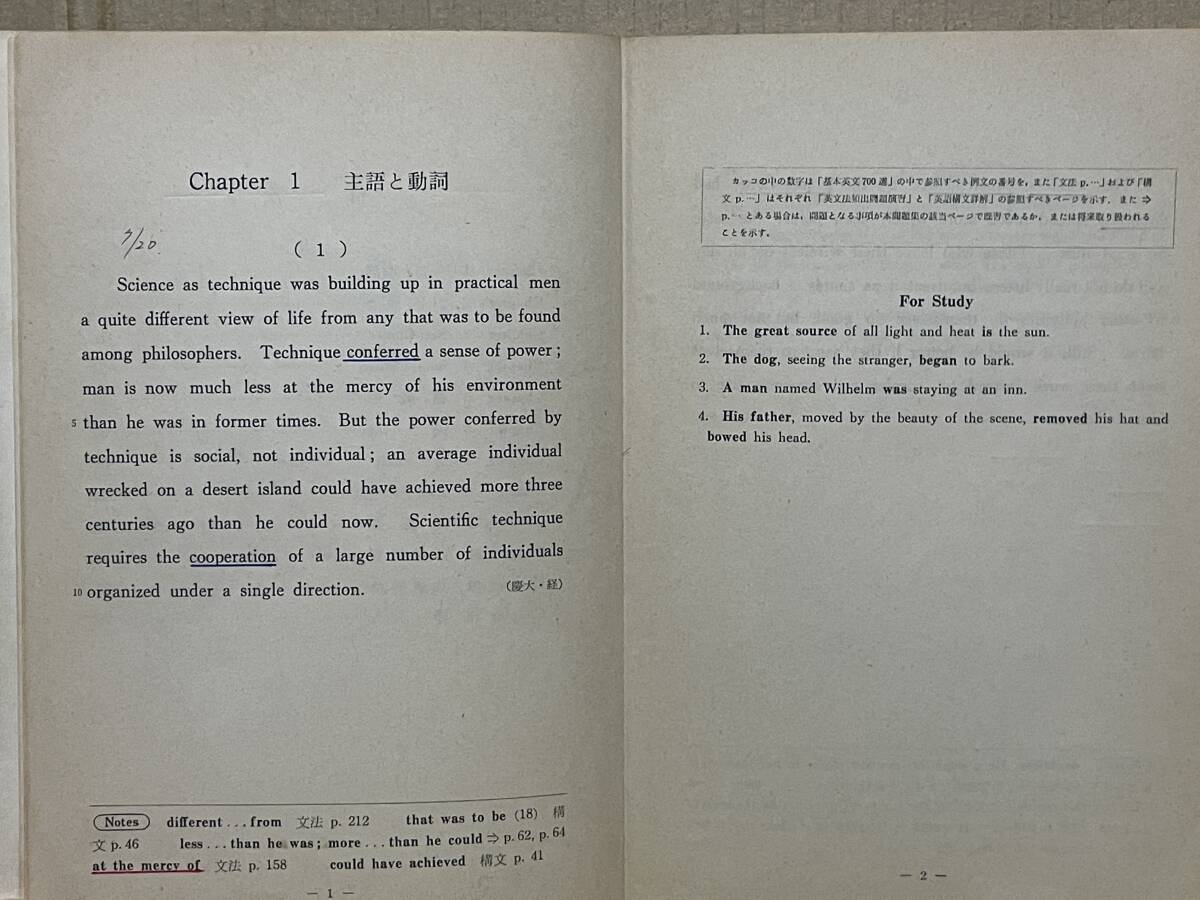 Chapter 1 主語と動詞
7/20.
( 1 )
Science as technique was building up in practical men
a quite different view of life from any that was to be found
among philosophers. Technique conferred a sense of power ;
man is now much less at the mercy of his environment
5 than he was in former times. But the power conferred by
technique is social, not individual ; an average individual
wrecked on a desert island could have achieved more three
centuries ago than he could now. Scientific technique
requires the cooperation of a large number of individuals
10 organized under a single direction. (慶大・経)
Notes different...from 文法 p. 212 that was to be (18) 構
文 p. 46 less...than he was ; more...than he could ⇒ p. 62, p. 64
at the mercy of 文法 p. 158 could have achieved 構文 p. 41
— 1 —
カッコの中の数字は「基本英文700選」の中で参照すべき例文の番号を，また「文法 p. …」および「構
文 p. …」はそれぞれ「英文法頻出問題演習」と「英語構文詳解」の参照すべきページを示す．また ⇒
p. … とある場合は，問題となる事項が本問題集の該当ページで既習であるか，または将来取り扱われる
ことを示す．
For Study
1. The great source of all light and heat is the sun.
2. The dog, seeing the stranger, began to bark.
3. A man named Wilhelm was staying at an inn.
4. His father, moved by the beauty of the scene, removed his hat and
bowed his head.
— 2 —